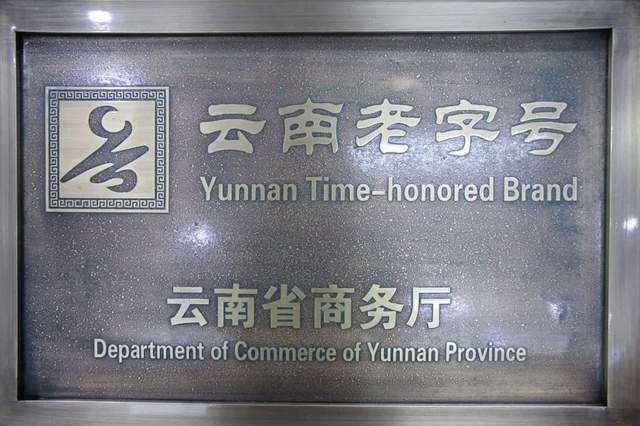 云南老字号
Yunnan Time-honored Brand
云南省商务厅
Department of Commerce of Yunnan Province